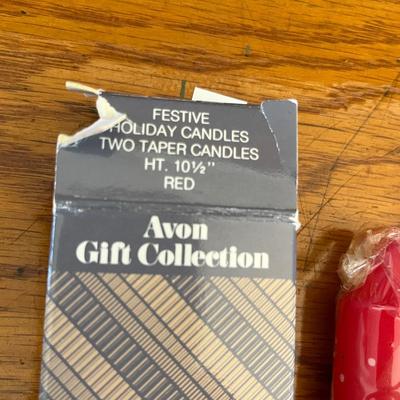 FESTIVE
HOLIDAY CANDLES
TWO TAPER CANDLES
HT. 10½"
RED
Avon
Gift Collection